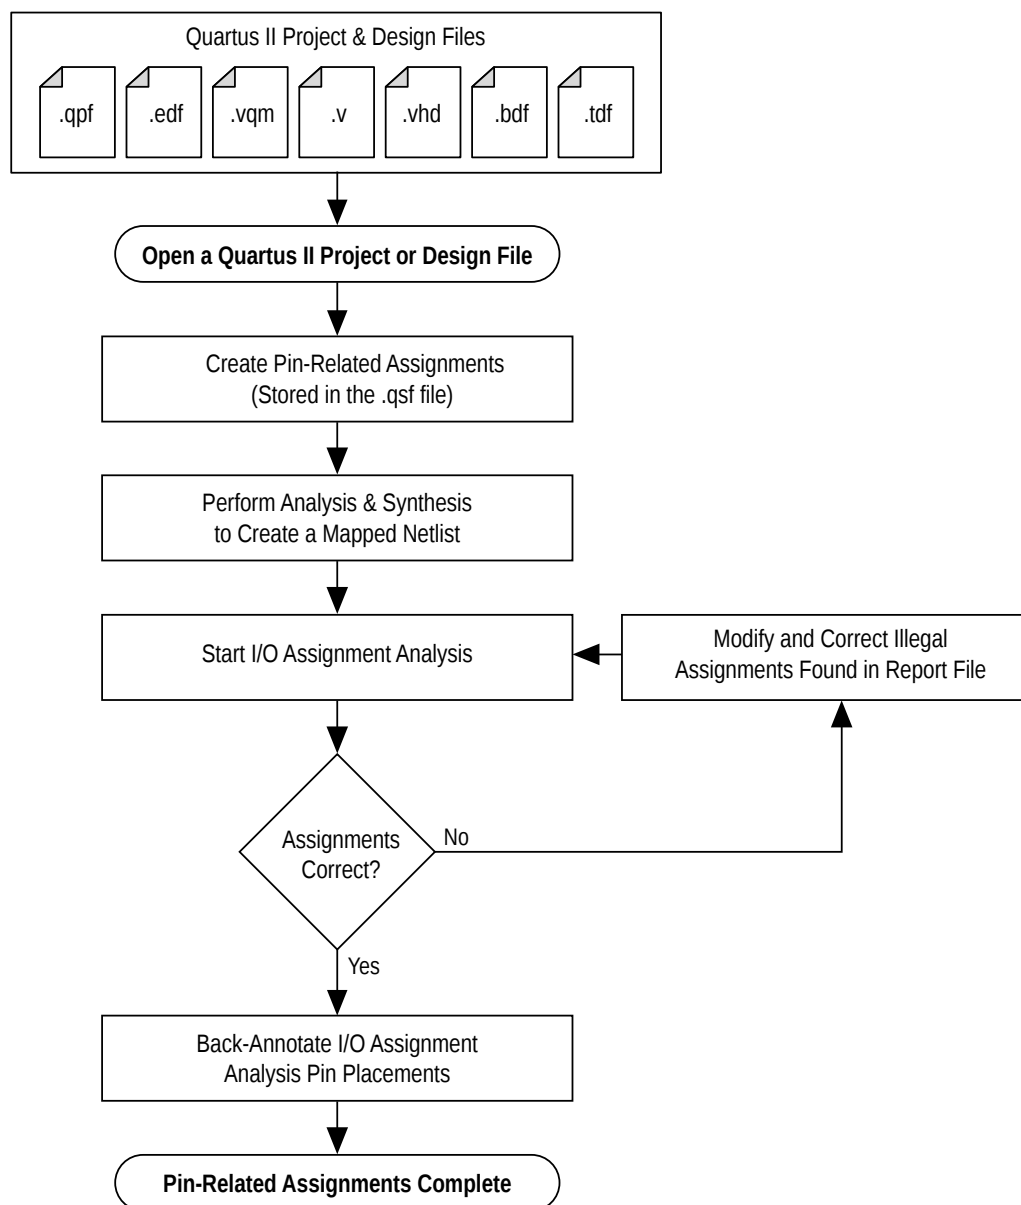 Quartus II Project & Design Files
.qpf
.edf
.vqm
.v
.vhd
.bdf
.tdf
Open a Quartus II Project or Design File
Create Pin-Related Assignments
(Stored in the .qsf file)
Perform Analysis & Synthesis
to Create a Mapped Netlist
Start I/O Assignment Analysis
Modify and Correct Illegal
Assignments Found in Report File
Assignments
Correct?
No
Yes
Back-Annotate I/O Assignment
Analysis Pin Placements
Pin-Related Assignments Complete